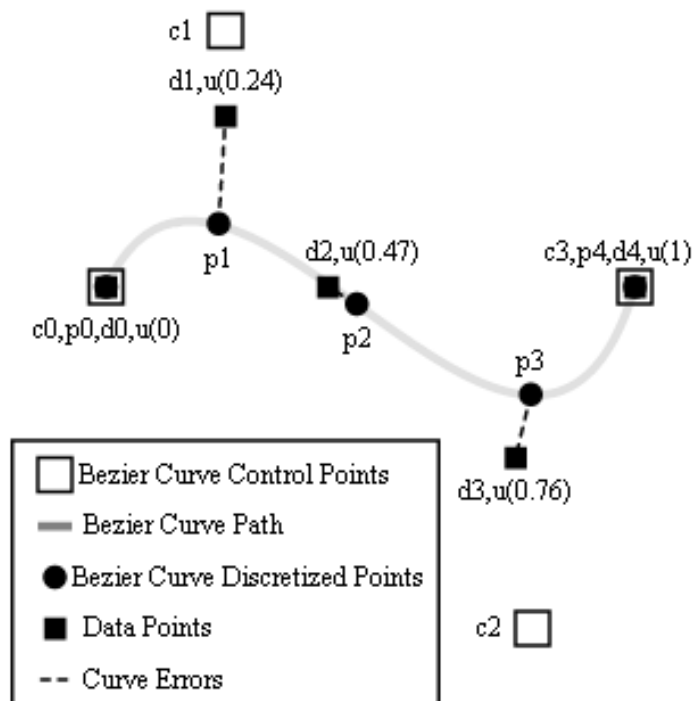 c1
d1,u(0.24)
p1
d2,u(0.47)
c3,p4,d4,u(1)
c0,p0,d0,u(0)
p2
p3
d3,u(0.76)
Bezier Curve Control Points
Bezier Curve Path
Bezier Curve Discretized Points
Data Points
Curve Errors
c2